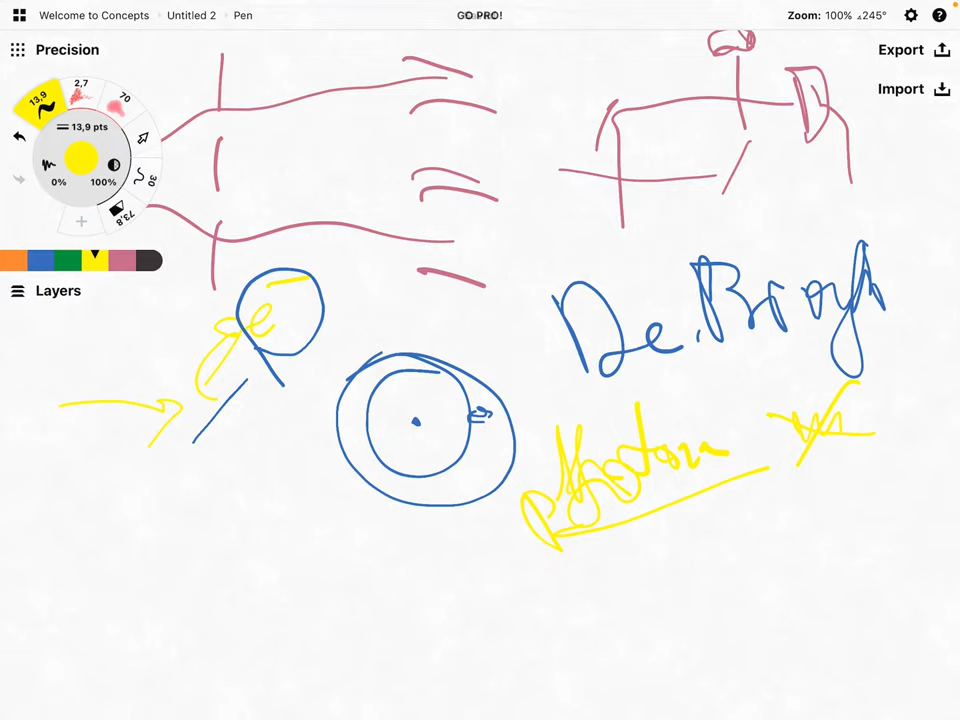 Welcome to Concepts › Untitled 2 › Pen
GO PRO!
Zoom: 100% ⊿245°
Precision
Export
Import
2,7
13,9
70
13,9 pts
0% 100%
30
73,8
Layers
e
De Brogl
Photon